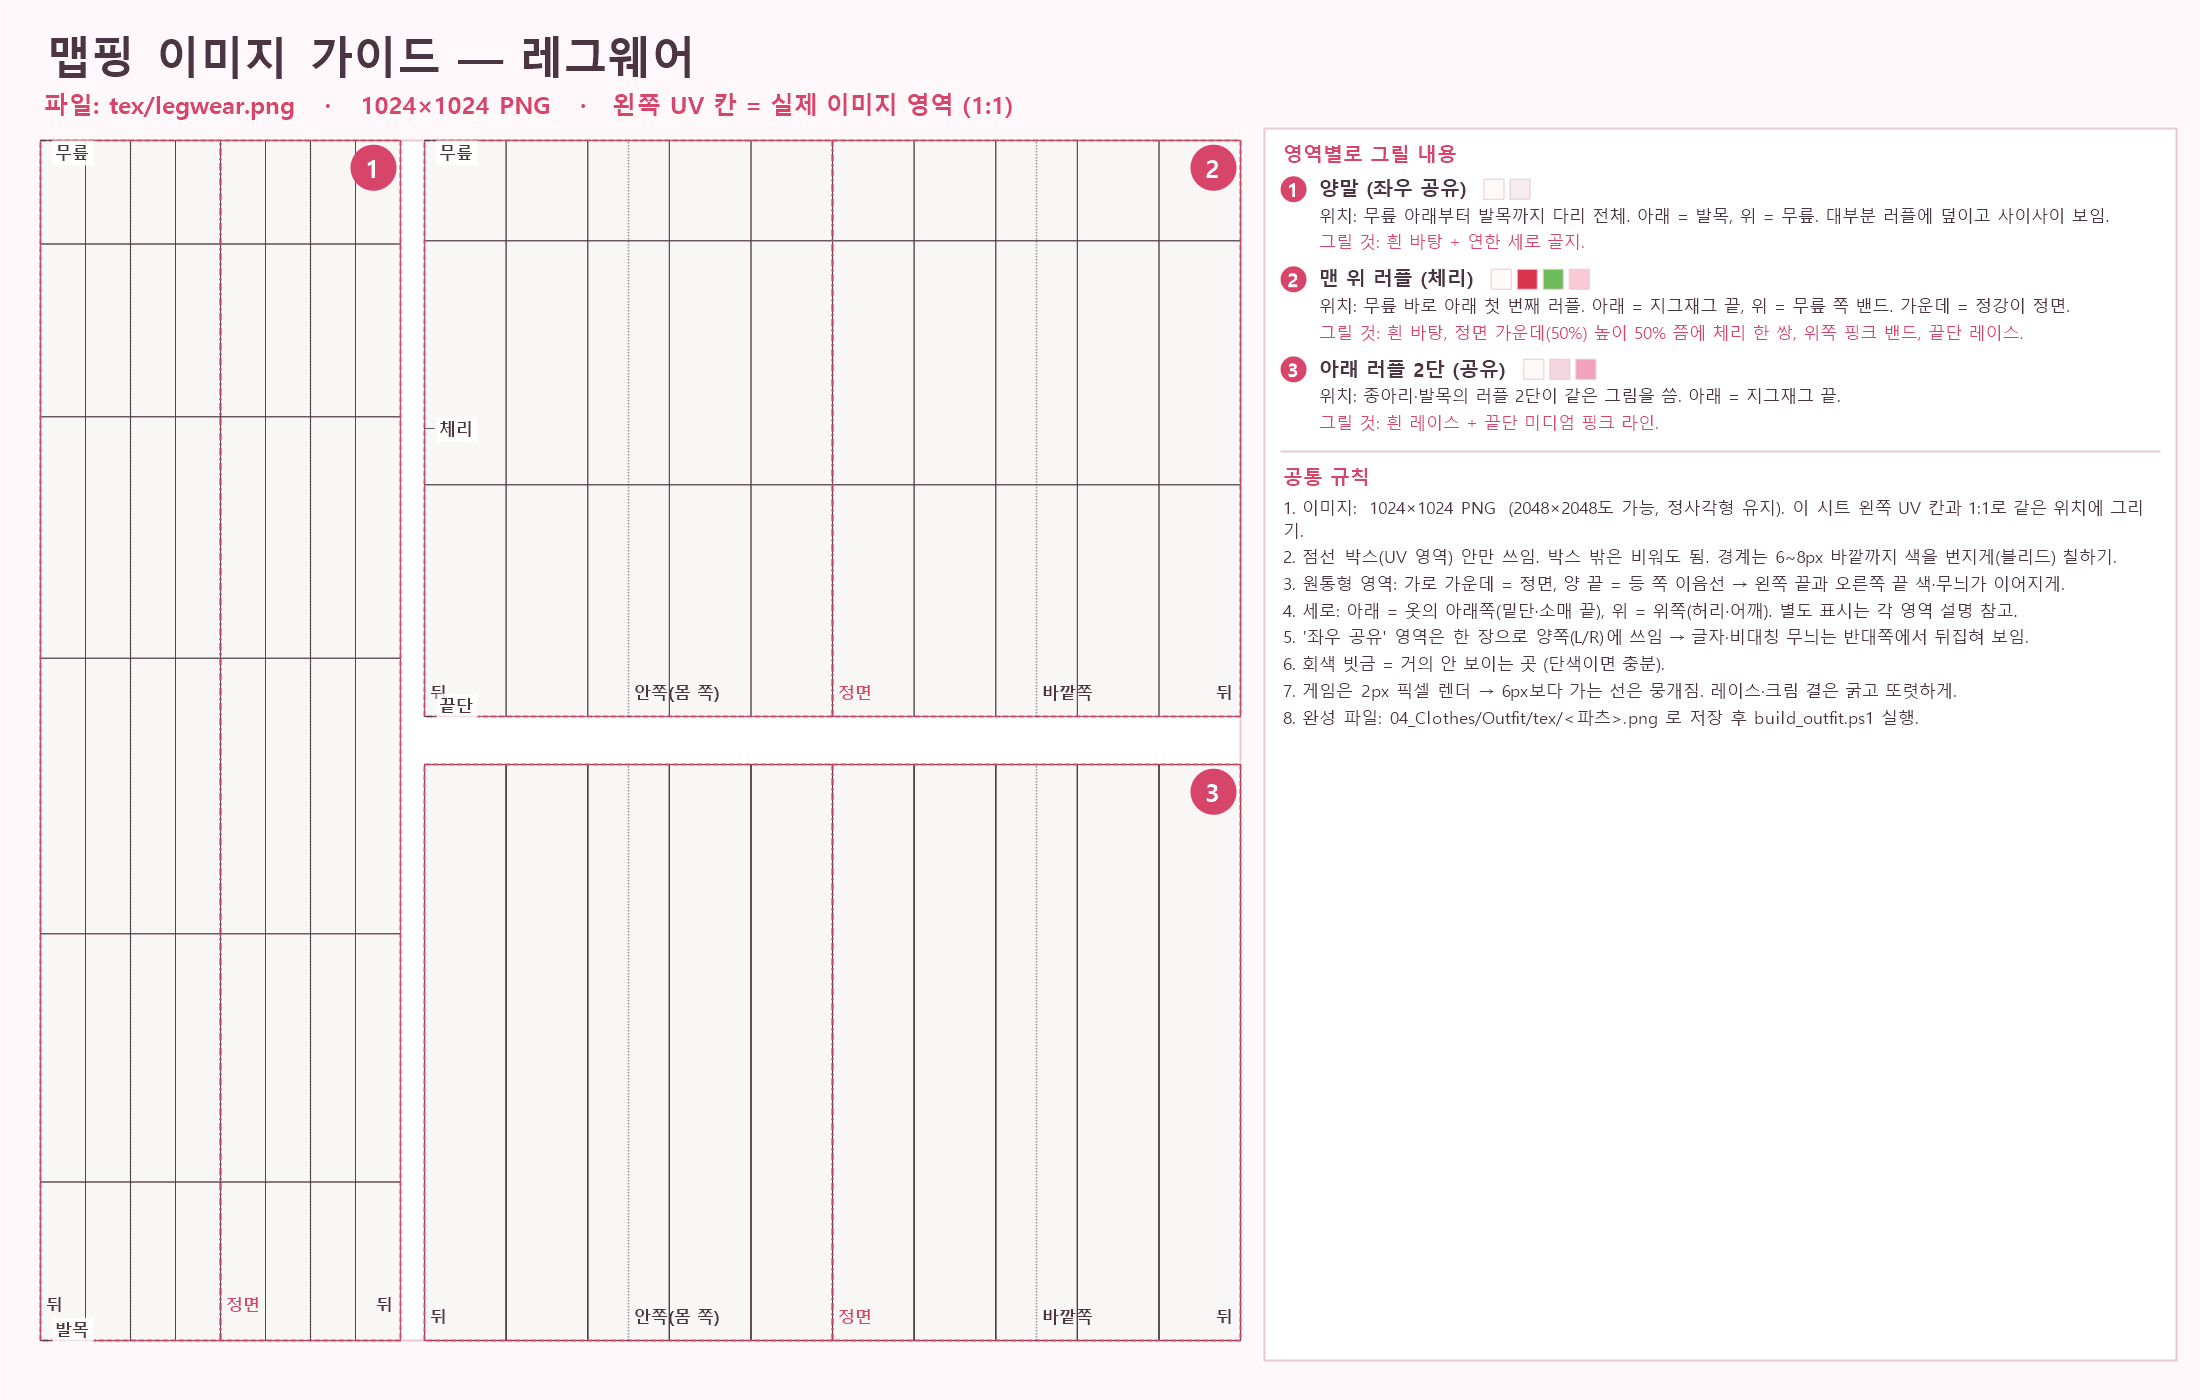 맵핑 이미지 가이드 — 레그웨어
파일: tex/legwear.png · 1024×1024 PNG · 왼쪽 UV 칸 = 실제 이미지 영역 (1:1)
무릎
1
뒤
정면
뒤
발목
무릎
2
체리
뒤
안쪽(몸 쪽)
정면
바깥쪽
뒤
끝단
3
뒤
안쪽(몸 쪽)
정면
바깥쪽
뒤
영역별로 그릴 내용
1 양말 (좌우 공유)
위치: 무릎 아래부터 발목까지 다리 전체. 아래 = 발목, 위 = 무릎. 대부분 러플에 덮이고 사이사이 보임.
그릴 것: 흰 바탕 + 연한 세로 골지.
2 맨 위 러플 (체리)
위치: 무릎 바로 아래 첫 번째 러플. 아래 = 지그재그 끝, 위 = 무릎 쪽 밴드. 가운데 = 정강이 정면.
그릴 것: 흰 바탕, 정면 가운데(50%) 높이 50% 쯤에 체리 한 쌍, 위쪽 핑크 밴드, 끝단 레이스.
3 아래 러플 2단 (공유)
위치: 종아리·발목의 러플 2단이 같은 그림을 씀. 아래 = 지그재그 끝.
그릴 것: 흰 레이스 + 끝단 미디엄 핑크 라인.
공통 규칙
1. 이미지: 1024×1024 PNG (2048×2048도 가능, 정사각형 유지). 이 시트 왼쪽 UV 칸과 1:1로 같은 위치에 그리
기.
2. 점선 박스(UV 영역) 안만 쓰임. 박스 밖은 비워도 됨. 경계는 6~8px 바깥까지 색을 번지게(블리드) 칠하기.
3. 원통형 영역: 가로 가운데 = 정면, 양 끝 = 등 쪽 이음선 → 왼쪽 끝과 오른쪽 끝 색·무늬가 이어지게.
4. 세로: 아래 = 옷의 아래쪽(밑단·소매 끝), 위 = 위쪽(허리·어깨). 별도 표시는 각 영역 설명 참고.
5. '좌우 공유' 영역은 한 장으로 양쪽(L/R)에 쓰임 → 글자·비대칭 무늬는 반대쪽에서 뒤집혀 보임.
6. 회색 빗금 = 거의 안 보이는 곳 (단색이면 충분).
7. 게임은 2px 픽셀 렌더 → 6px보다 가는 선은 뭉개짐. 레이스·크림 결은 굵고 또렷하게.
8. 완성 파일: 04_Clothes/Outfit/tex/<파츠>.png 로 저장 후 build_outfit.ps1 실행.